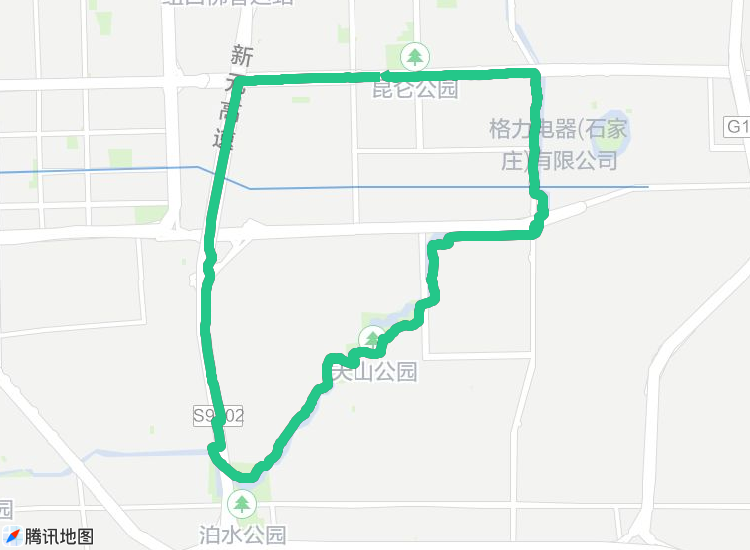 新元高速
昆仑公园
格力电器(石家
庄)有限公司
G1
天山公园
S9902
泊水公园
园
腾讯地图